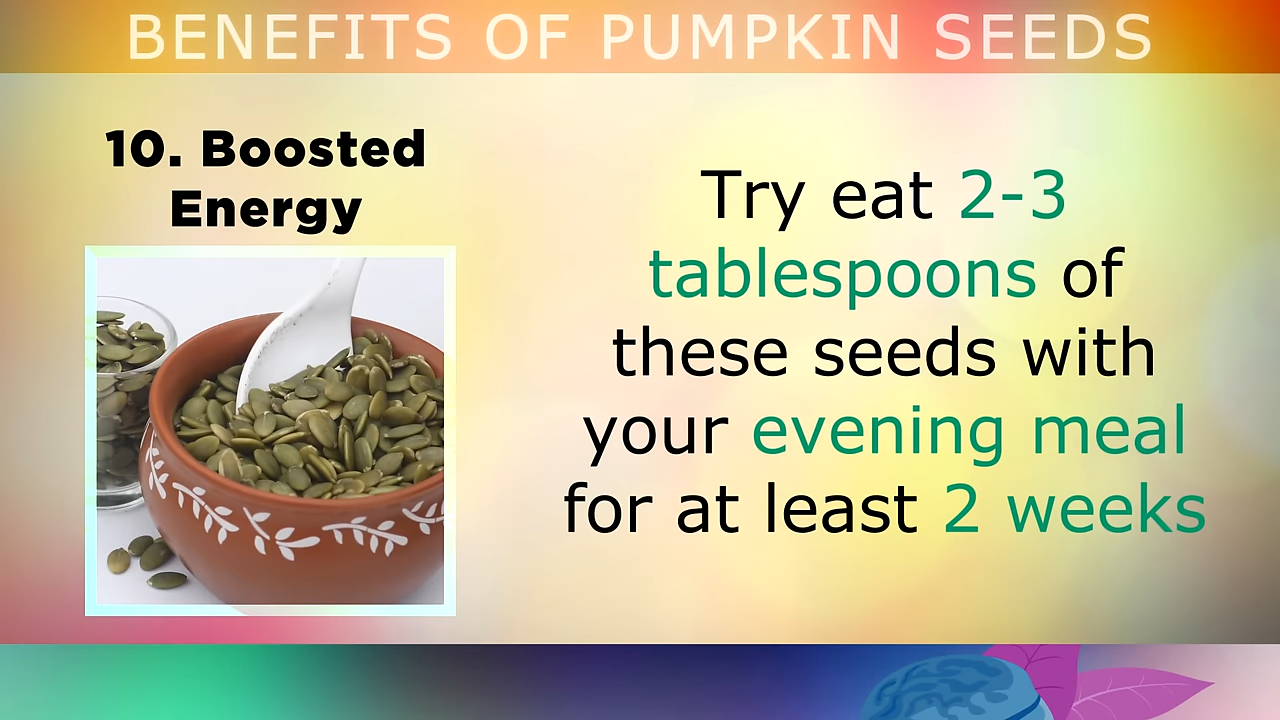 BENEFITS OF PUMPKIN SEEDS
10. Boosted
Energy
Try eat 2-3
tablespoons of
these seeds with
your evening meal
for at least 2 weeks